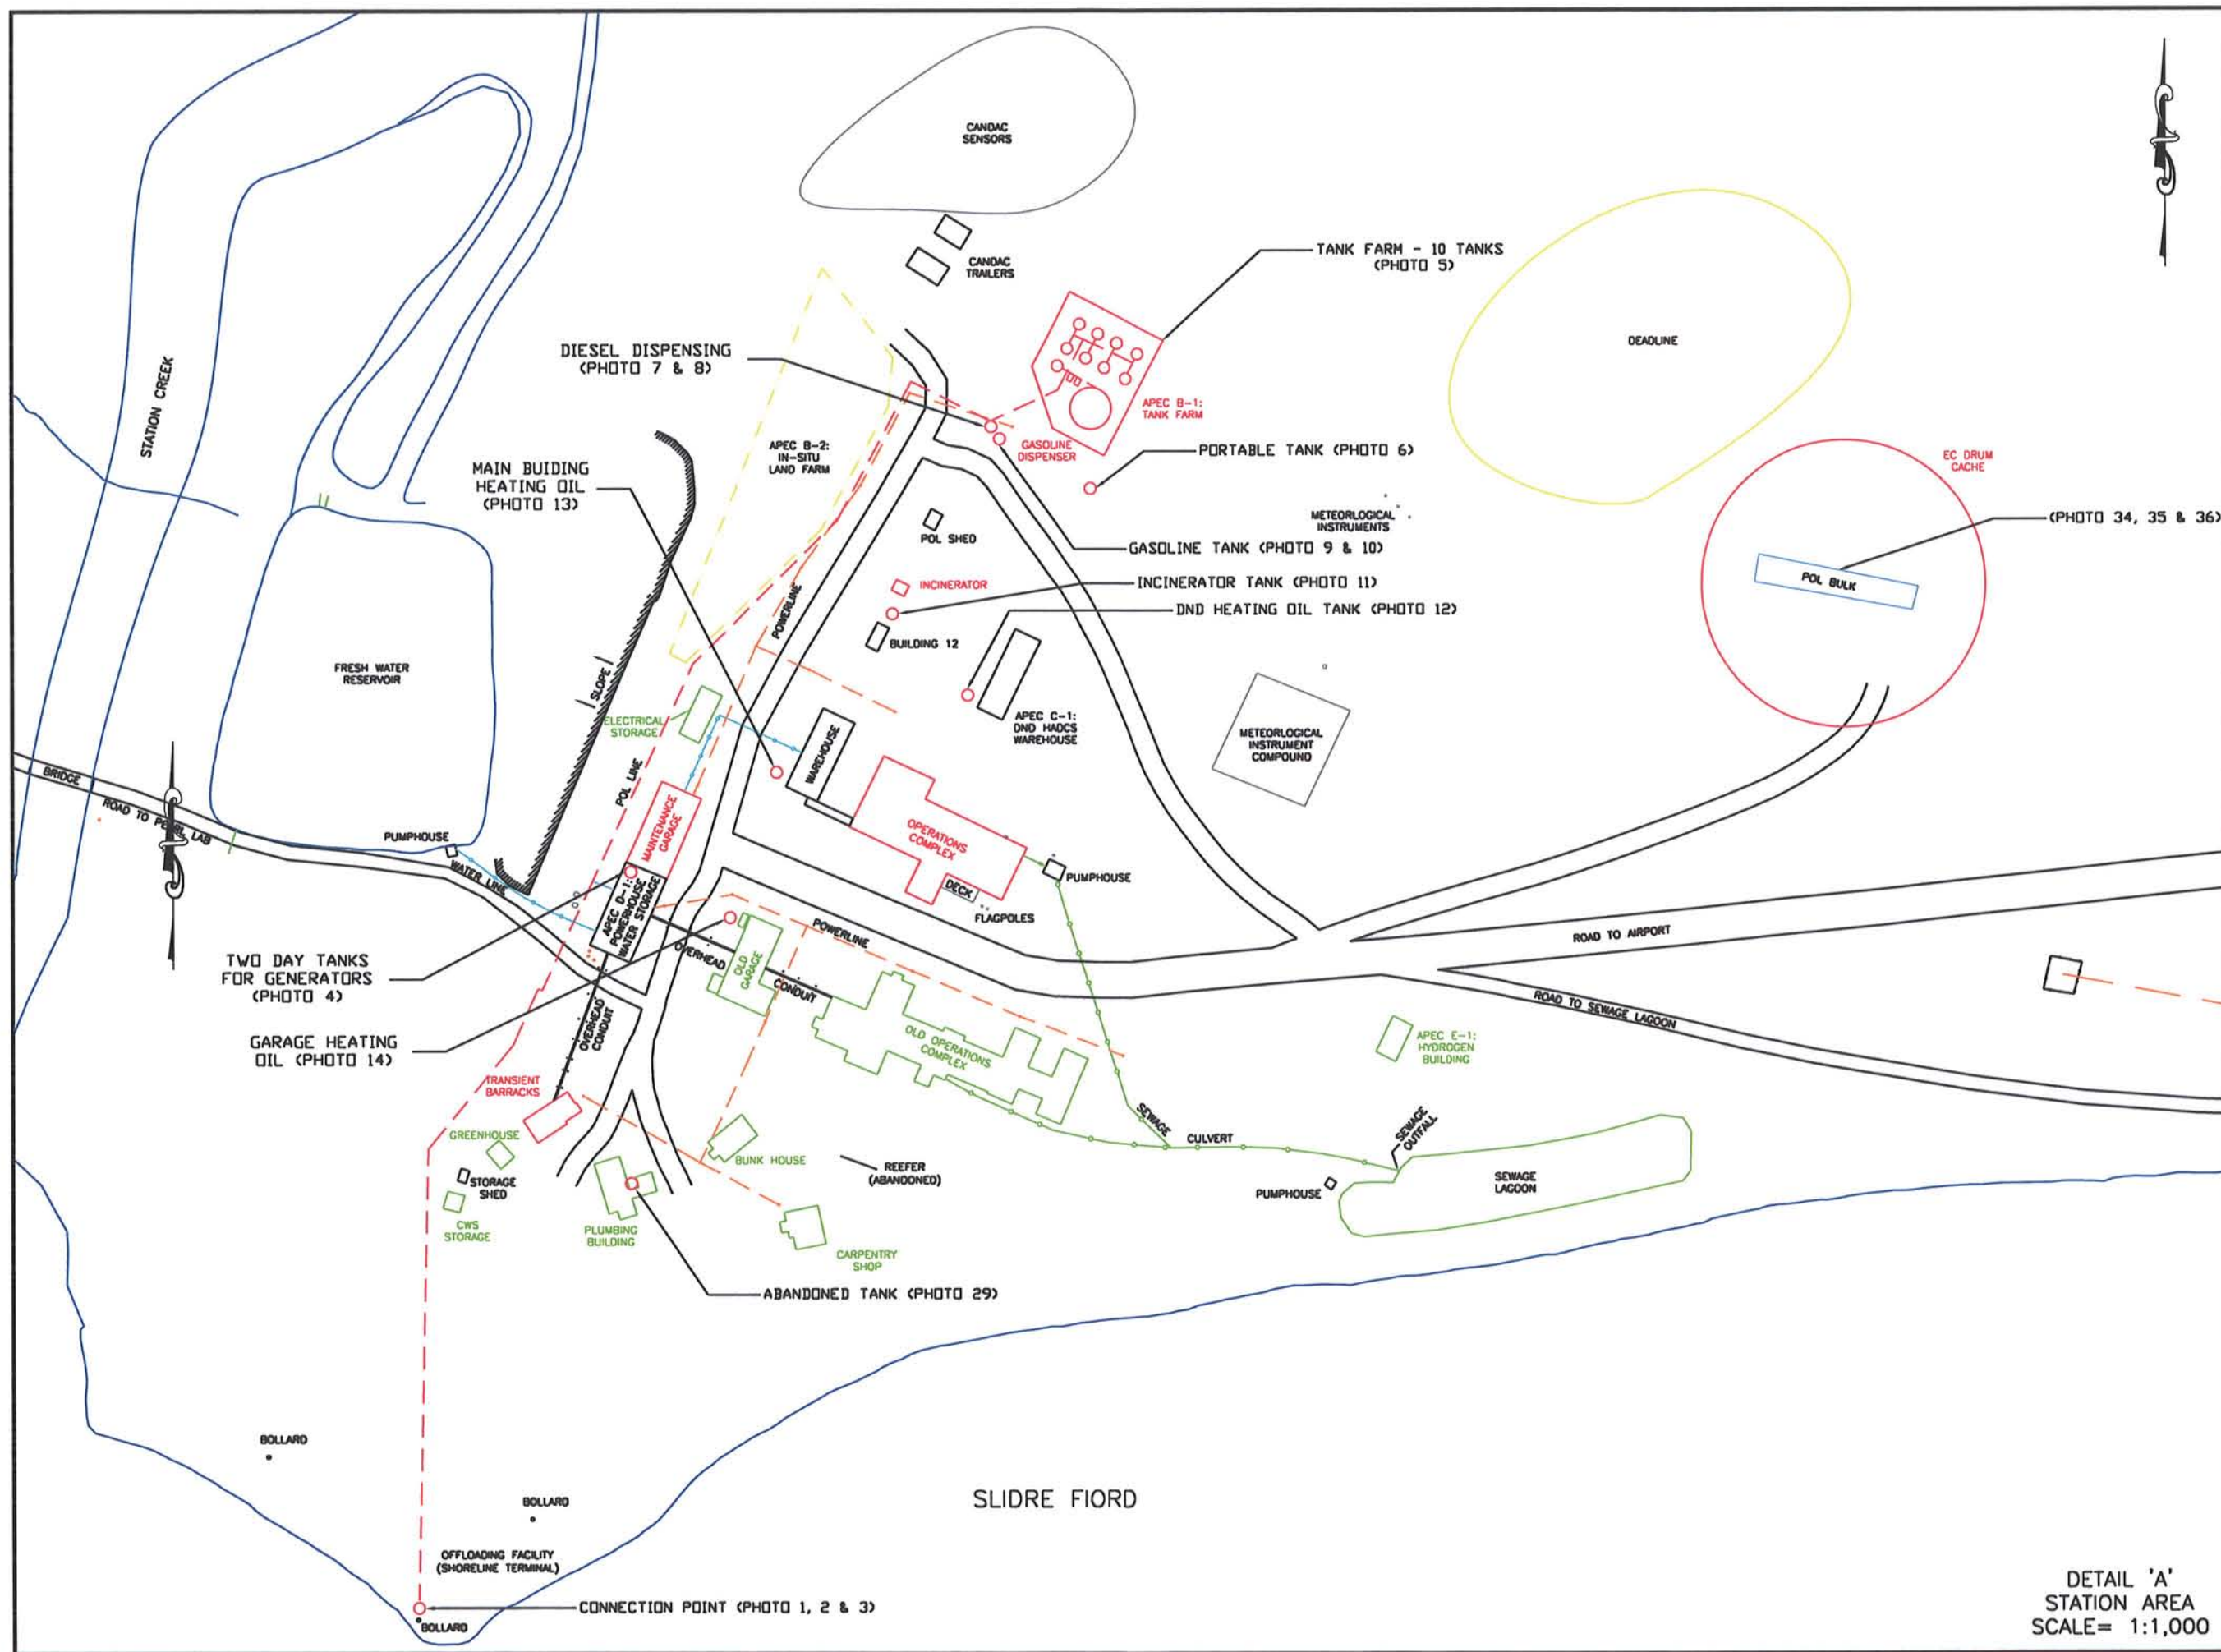 CANDAC
SENSORS
CANDAC
TRAILERS
TANK FARM - 10 TANKS
(PHOTO 5)
DEADLINE
DIESEL DISPENSING
(PHOTO 7 & 8)
STATION CREEK
APEC B-1:
TANK FARM
GASOLINE
DISPENSER
PORTABLE TANK (PHOTO 6)
APEC B-2:
IN-SITU
LAND FARM
EC DRUM
CACHE
MAIN BUIDING
HEATING OIL
(PHOTO 13)
METEORLOGICAL
INSTRUMENTS
(PHOTO 34, 35 & 36)
POL SHED
GASOLINE TANK (PHOTO 9 & 10)
INCINERATOR
INCINERATOR TANK (PHOTO 11)
POL BULK
POWERLINE
DND HEATING OIL TANK (PHOTO 12)
BUILDING 12
FRESH WATER
RESERVOIR
SLOPE
ELECTRICAL
STORAGE
APEC C-1:
DND HADCS
WAREHOUSE
METEORLOGICAL
INSTRUMENT
COMPOUND
WAREHOUSE
POL LINE
BRIDGE
ROAD TO PEARL LAB
MAINTENANCE
GARAGE
OPERATIONS
COMPLEX
PUMPHOUSE
WATER LINE
PUMPHOUSE
DECK
FLAGPOLES
APEC D-1:
POWERHOUSE
WATER STORAGE
POWERLINE
ROAD TO AIRPORT
OVERHEAD
CONDUIT
OLD
GARAGE
TWO DAY TANKS
FOR GENERATORS
(PHOTO 4)
ROAD TO SEWAGE LAGOON
OVERHEAD
CONDUIT
OLD OPERATIONS
COMPLEX
APEC E-1:
HYDROGEN
BUILDING
GARAGE HEATING
OIL (PHOTO 14)
TRANSIENT
BARRACKS
SEWAGE
CULVERT
SEWAGE
OUTFALL
GREENHOUSE
BUNK HOUSE
REEFER
(ABANDONED)
STORAGE
SHED
SEWAGE
LAGOON
PUMPHOUSE
CWS
STORAGE
PLUMBING
BUILDING
CARPENTRY
SHOP
ABANDONED TANK (PHOTO 29)
BOLLARD
BOLLARD
SLIDRE FIORD
OFFLOADING FACILITY
(SHORELINE TERMINAL)
CONNECTION POINT (PHOTO 1, 2 & 3)
BOLLARD
DETAIL 'A'
STATION AREA
SCALE= 1:1,000